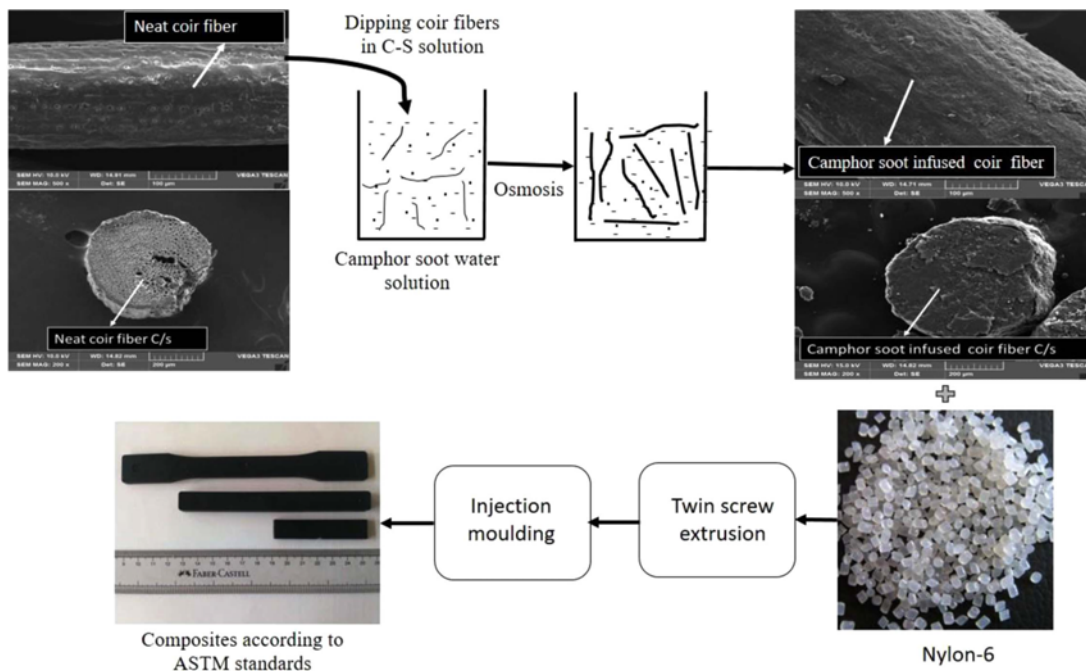 Neat coir fiber
SEM HV: 10.0 kV WD: 14.91 mm
VEGA3 TESCAN
SEM MAG: 500 x Det: SE 100 µm
Neat coir fiber C/s
SEM HV: 10.0 kV WD: 14.82 mm
VEGA3 TESCAN
SEM MAG: 200 x Det: SE 200 µm
Dipping coir fibers
in C-S solution
Osmosis
Camphor soot water
solution
Camphor soot infused coir fiber
SEM HV: 10.0 kV WD: 14.71 mm
VEGA3 TESCAN
SEM MAG: 500 x Det: SE 100 µm
Camphor soot infused coir fiber C/s
SEM HV: 15.0 kV WD: 14.82 mm
VEGA3 TESCAN
SEM MAG: 200 x Det: SE 200 µm
+
Nylon-6
Twin screw
extrusion
Injection
moulding
FABER-CASTELL
Composites according to
ASTM standards